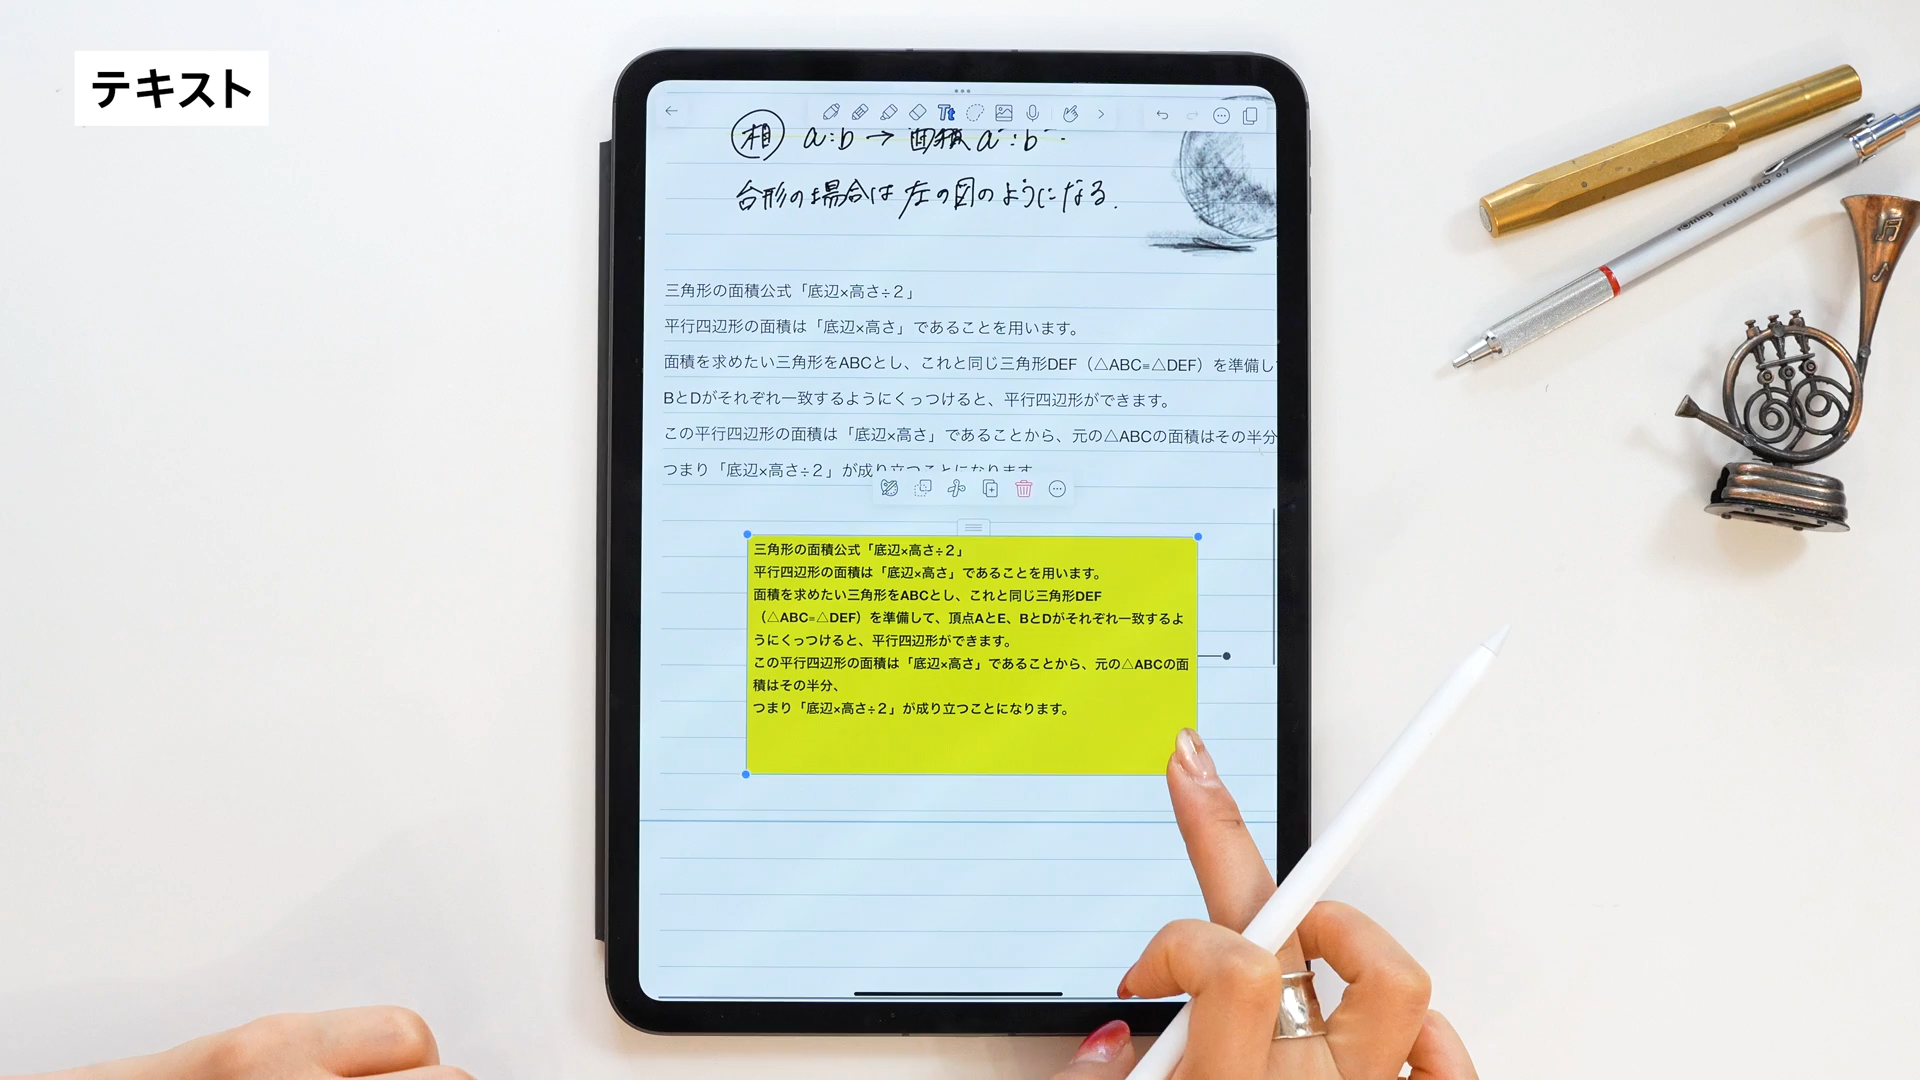 テキスト
Tt
相 a:b → 面積 a²:b²
台形の場合は左の図のようになる.
三角形の面積公式「底辺×高さ÷2」
平行四辺形の面積は「底辺×高さ」であることを用います。
面積を求めたい三角形をABCとし、これと同じ三角形DEF（△ABC≡△DEF）を準備し
BとDがそれぞれ一致するようにくっつけると、平行四辺形ができます。
この平行四辺形の面積は「底辺×高さ」であることから、元の△ABCの面積はその半分
つまり「底辺×高さ÷2」が成り立つことになります
三角形の面積公式「底辺×高さ÷2」
平行四辺形の面積は「底辺×高さ」であることを用います。
面積を求めたい三角形をABCとし、これと同じ三角形DEF
（△ABC≡△DEF）を準備して、頂点AとE、BとDがそれぞれ一致するよ
うにくっつけると、平行四辺形ができます。
この平行四辺形の面積は「底辺×高さ」であることから、元の△ABCの面
積はその半分、
つまり「底辺×高さ÷2」が成り立つことになります。
rotring rapid PRO 0.7